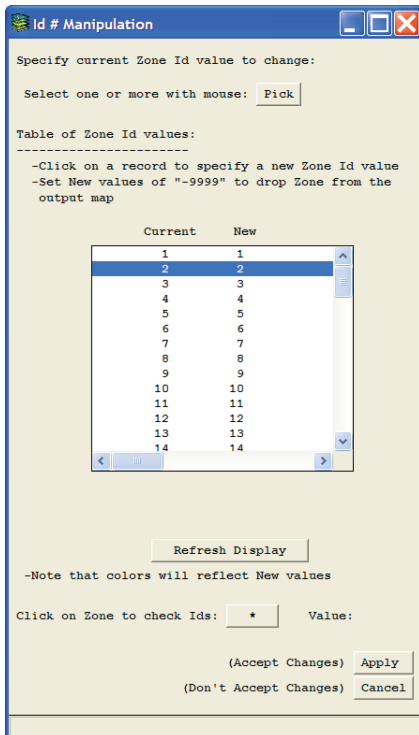 Id # Manipulation
Specify current Zone Id value to change:
Select one or more with mouse: Pick
Table of Zone Id values:
-----------------------
-Click on a record to specify a new Zone Id value
-Set New values of "-9999" to drop Zone from the
output map
Current New
1 1
2 2
3 3
4 4
5 5
6 6
7 7
8 8
9 9
10 10
11 11
12 12
13 13
14 14
Refresh Display
-Note that colors will reflect New values
Click on Zone to check Ids: * Value:
(Accept Changes) Apply
(Don't Accept Changes) Cancel